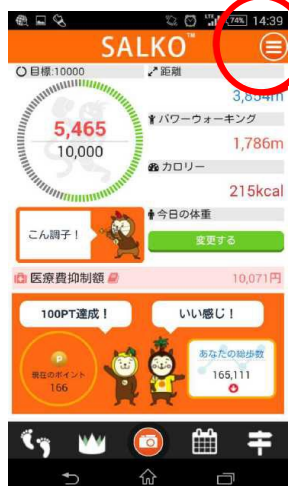 74% 14:39
SALKO™
目標:10000
距離
5,465
10,000
3,854m
パワーウォーキング
1,786m
カロリー
215kcal
今日の体重
変更する
こん調子！
医療費抑制額
10,071円
100PT達成！
いい感じ！
P
現在のポイント
166
あなたの総歩数
165,111